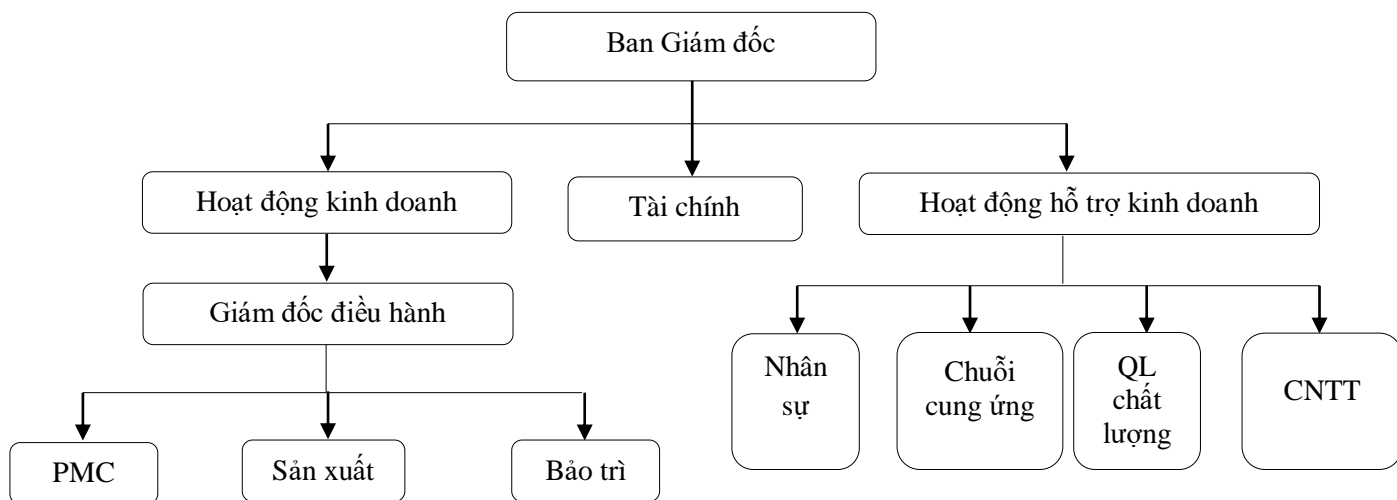 Ban Giám đốc
Hoạt động kinh doanh
Tài chính
Hoạt động hỗ trợ kinh doanh
Giám đốc điều hành
Nhân
sự
Chuỗi
cung ứng
QL
chất
lượng
CNTT
PMC
Sản xuất
Bảo trì